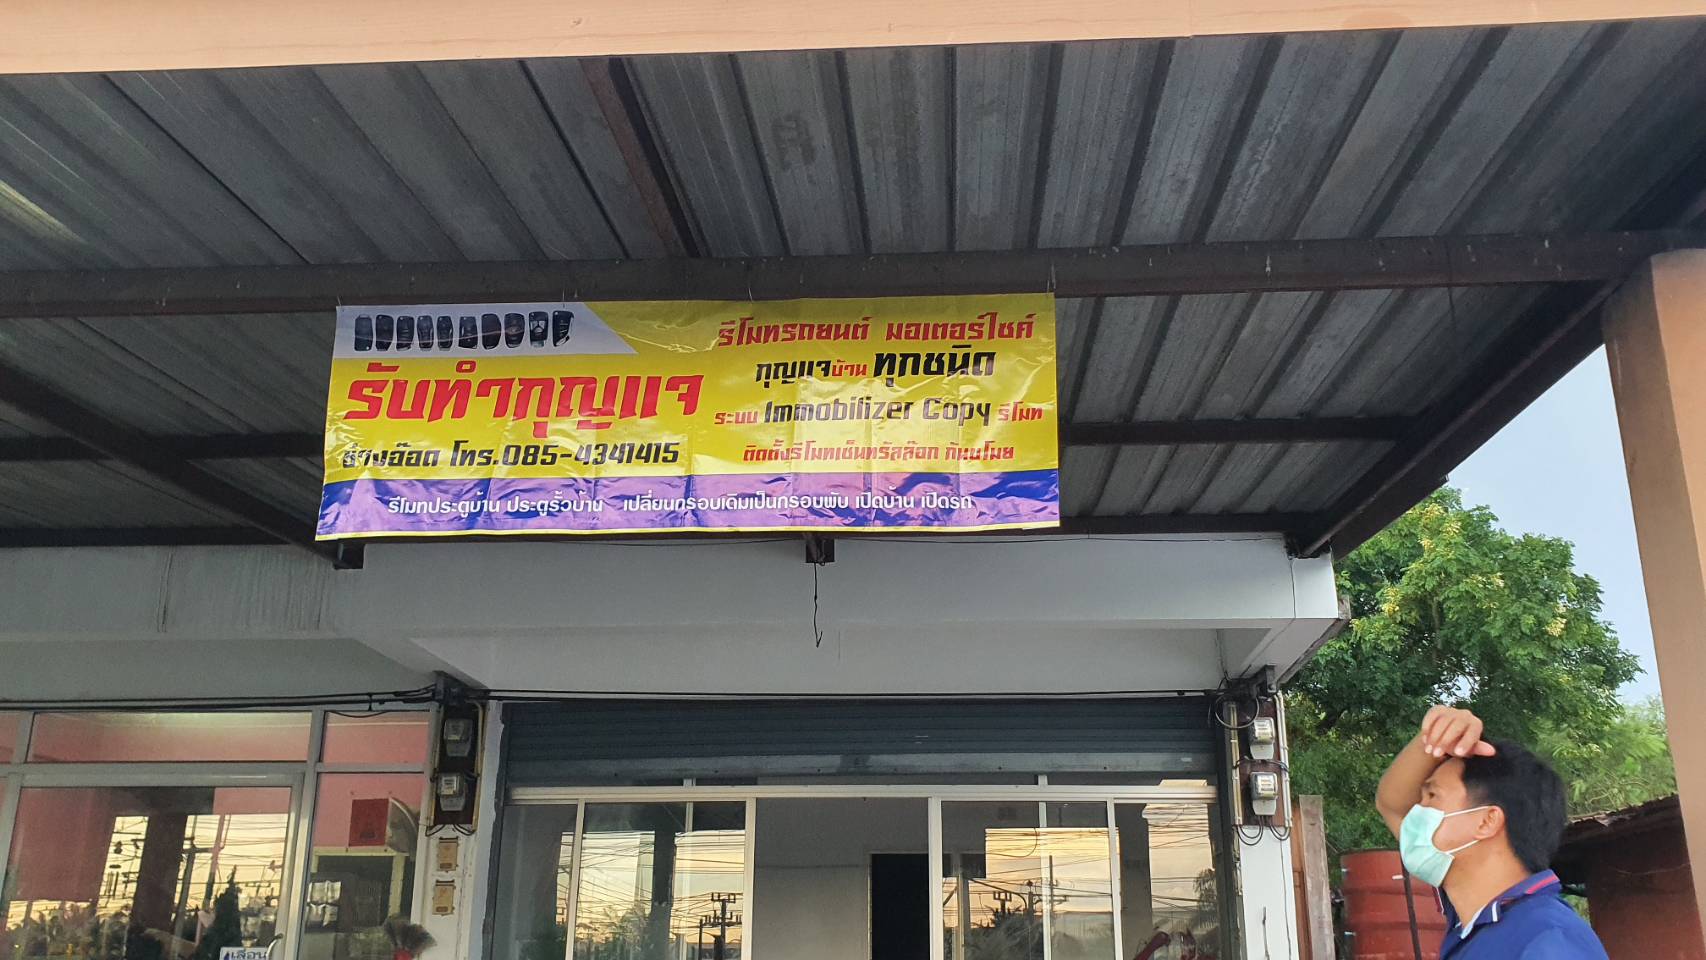 รับทำกุญแจ
ช่างอ๊อด โทร.085-4341415
รีโมทรถยนต์ มอเตอร์ไซค์
กุญแจบ้าน ทุกชนิด
ระบบ Immobilizer Copy รีโมท
ติดตั้งรีโมทเซ็นทรัลล๊อก กันขโมย
รีโมทประตูบ้าน ประตูรั้วบ้าน เปลี่ยนกรอบเดิมเป็นกรอบพับ เปิดบ้าน เปิดรถ
เลื่อน